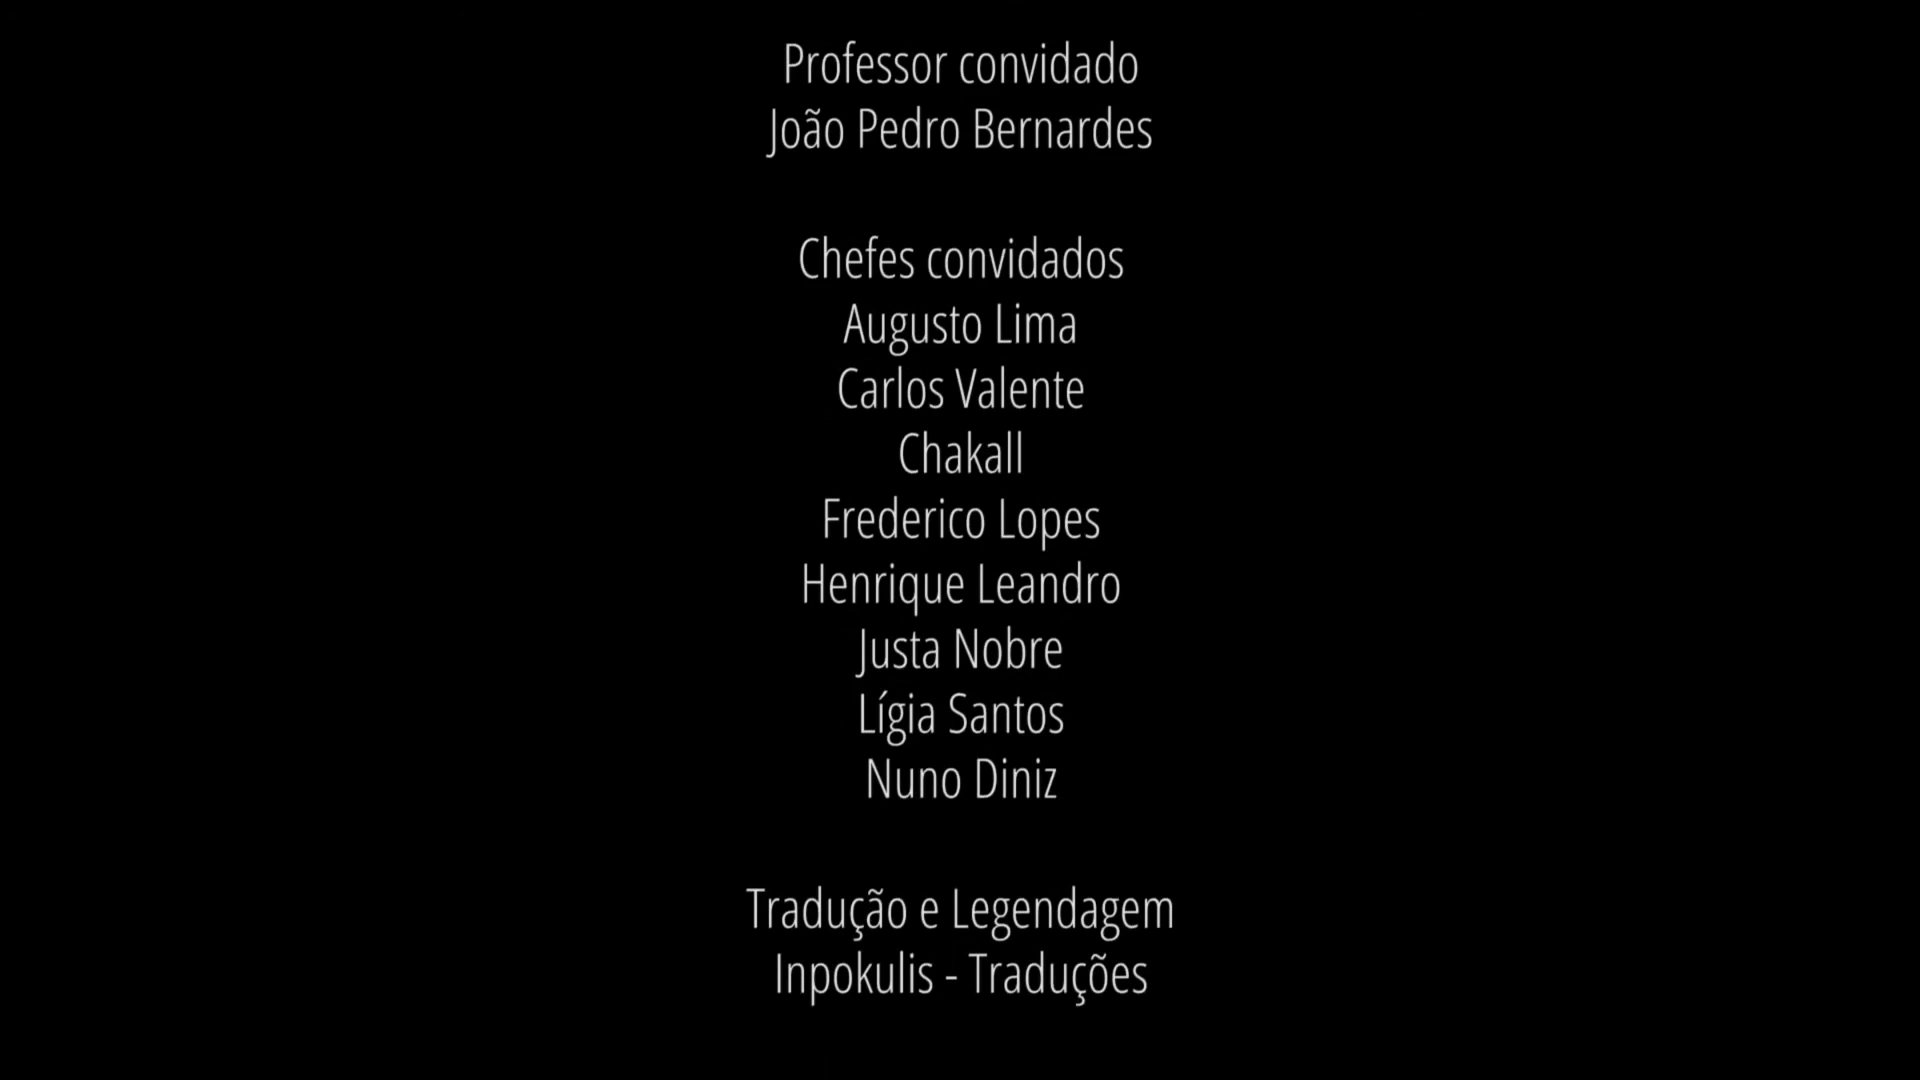 Professor convidado
João Pedro Bernardes
Chefes convidados
Augusto Lima
Carlos Valente
Chakall
Frederico Lopes
Henrique Leandro
Justa Nobre
Lígia Santos
Nuno Diniz
Tradução e Legendagem
Inpokulis - Traduções